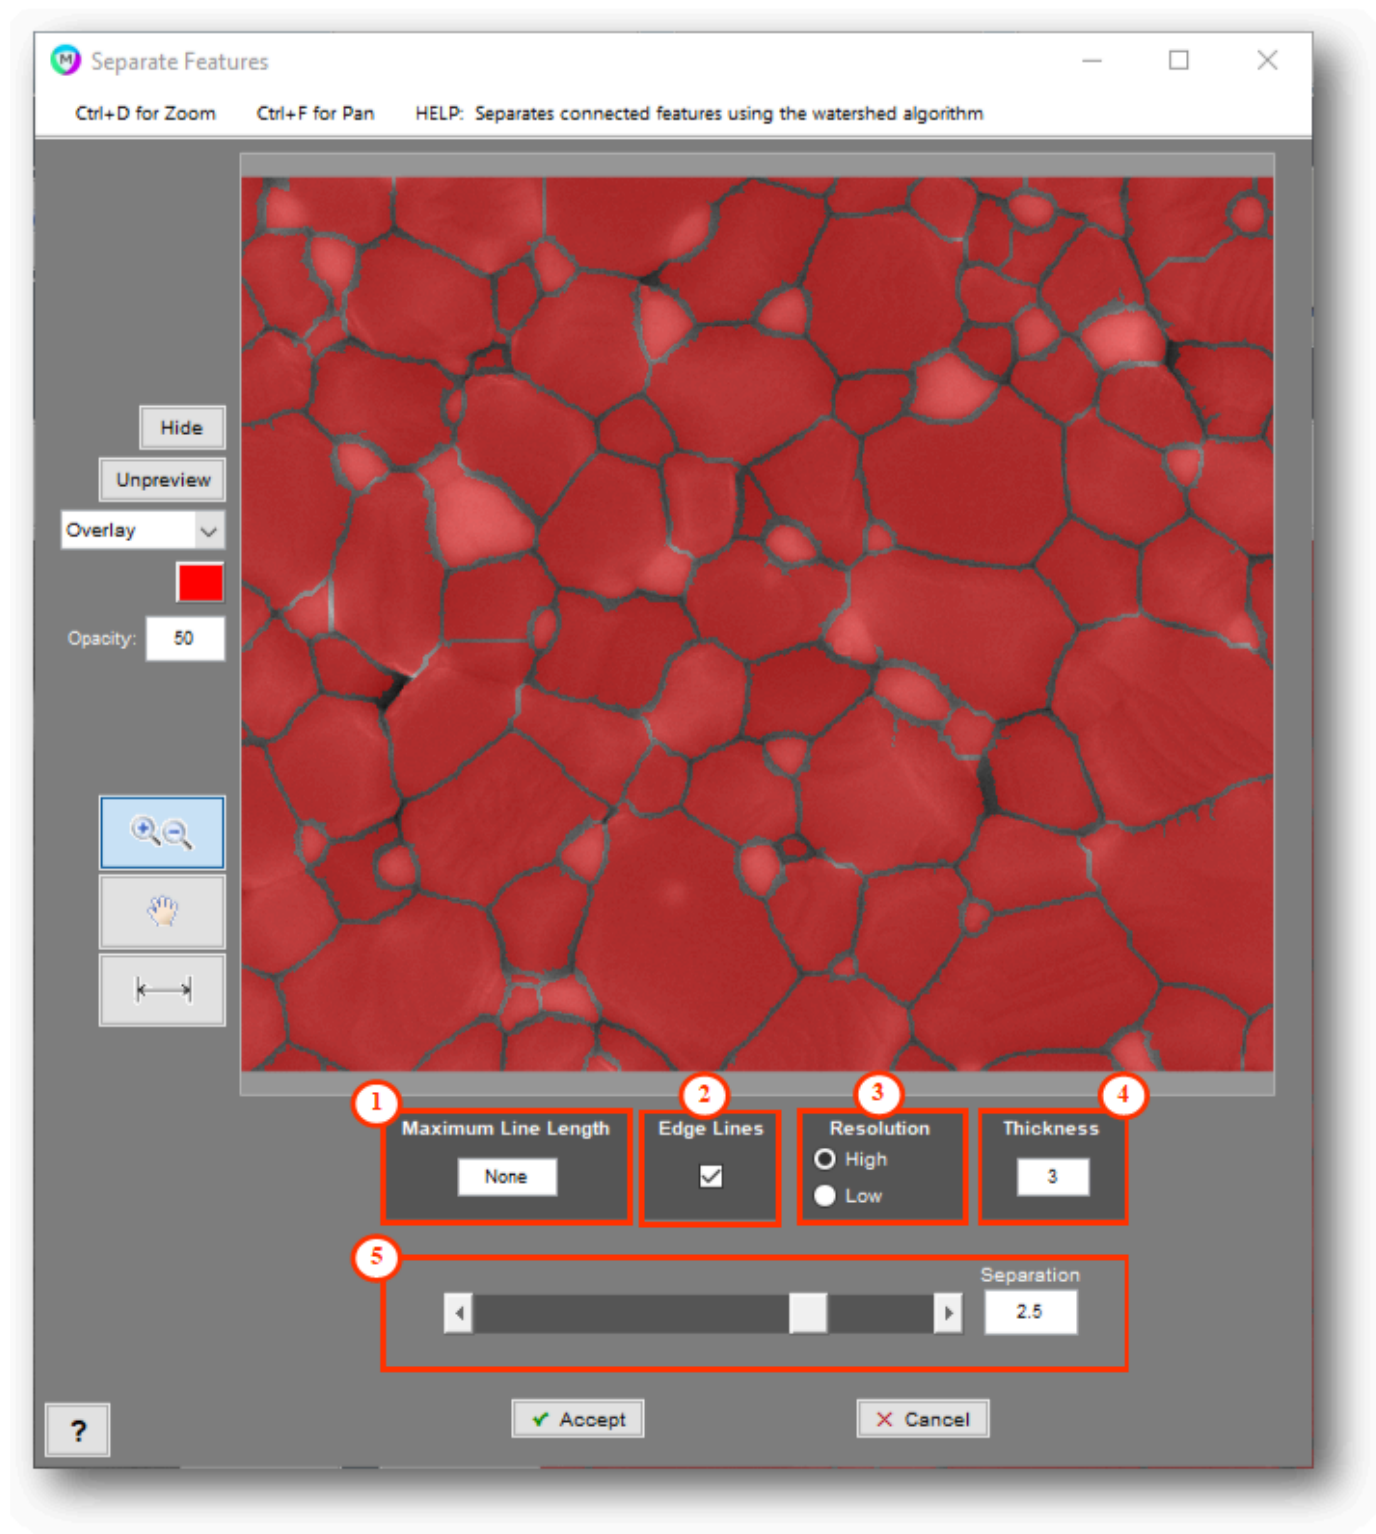 M Separate Features
Ctrl+D for Zoom Ctrl+F for Pan HELP: Separates connected features using the watershed algorithm
Hide
Unpreview
Overlay
Opacity: 50
1 2 3 4
Maximum Line Length Edge Lines Resolution Thickness
None High 3
Low
5
Separation
2.5
Accept Cancel
?